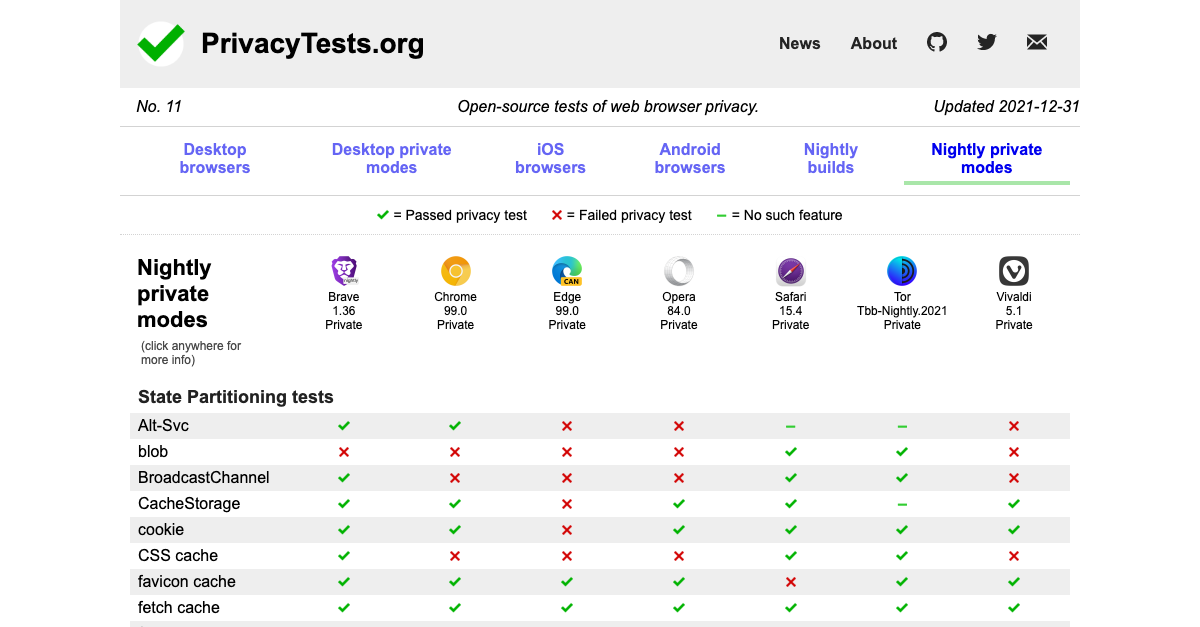 PrivacyTests.org
News About
No. 11 Open-source tests of web browser privacy. Updated 2021-12-31
Desktop browsers
Desktop private modes
iOS browsers
Android browsers
Nightly builds
Nightly private modes
✓ = Passed privacy test ✕ = Failed privacy test – = No such feature
Nightly
private
modes
(click anywhere for
more info)
nightly
Brave
1.36
Private
Chrome
99.0
Private
CAN
Edge
99.0
Private
Opera
84.0
Private
Safari
15.4
Private
Tor
Tbb-Nightly.2021
Private
Vivaldi
5.1
Private
State Partitioning tests
Alt-Svc
blob
BroadcastChannel
CacheStorage
cookie
CSS cache
favicon cache
fetch cache